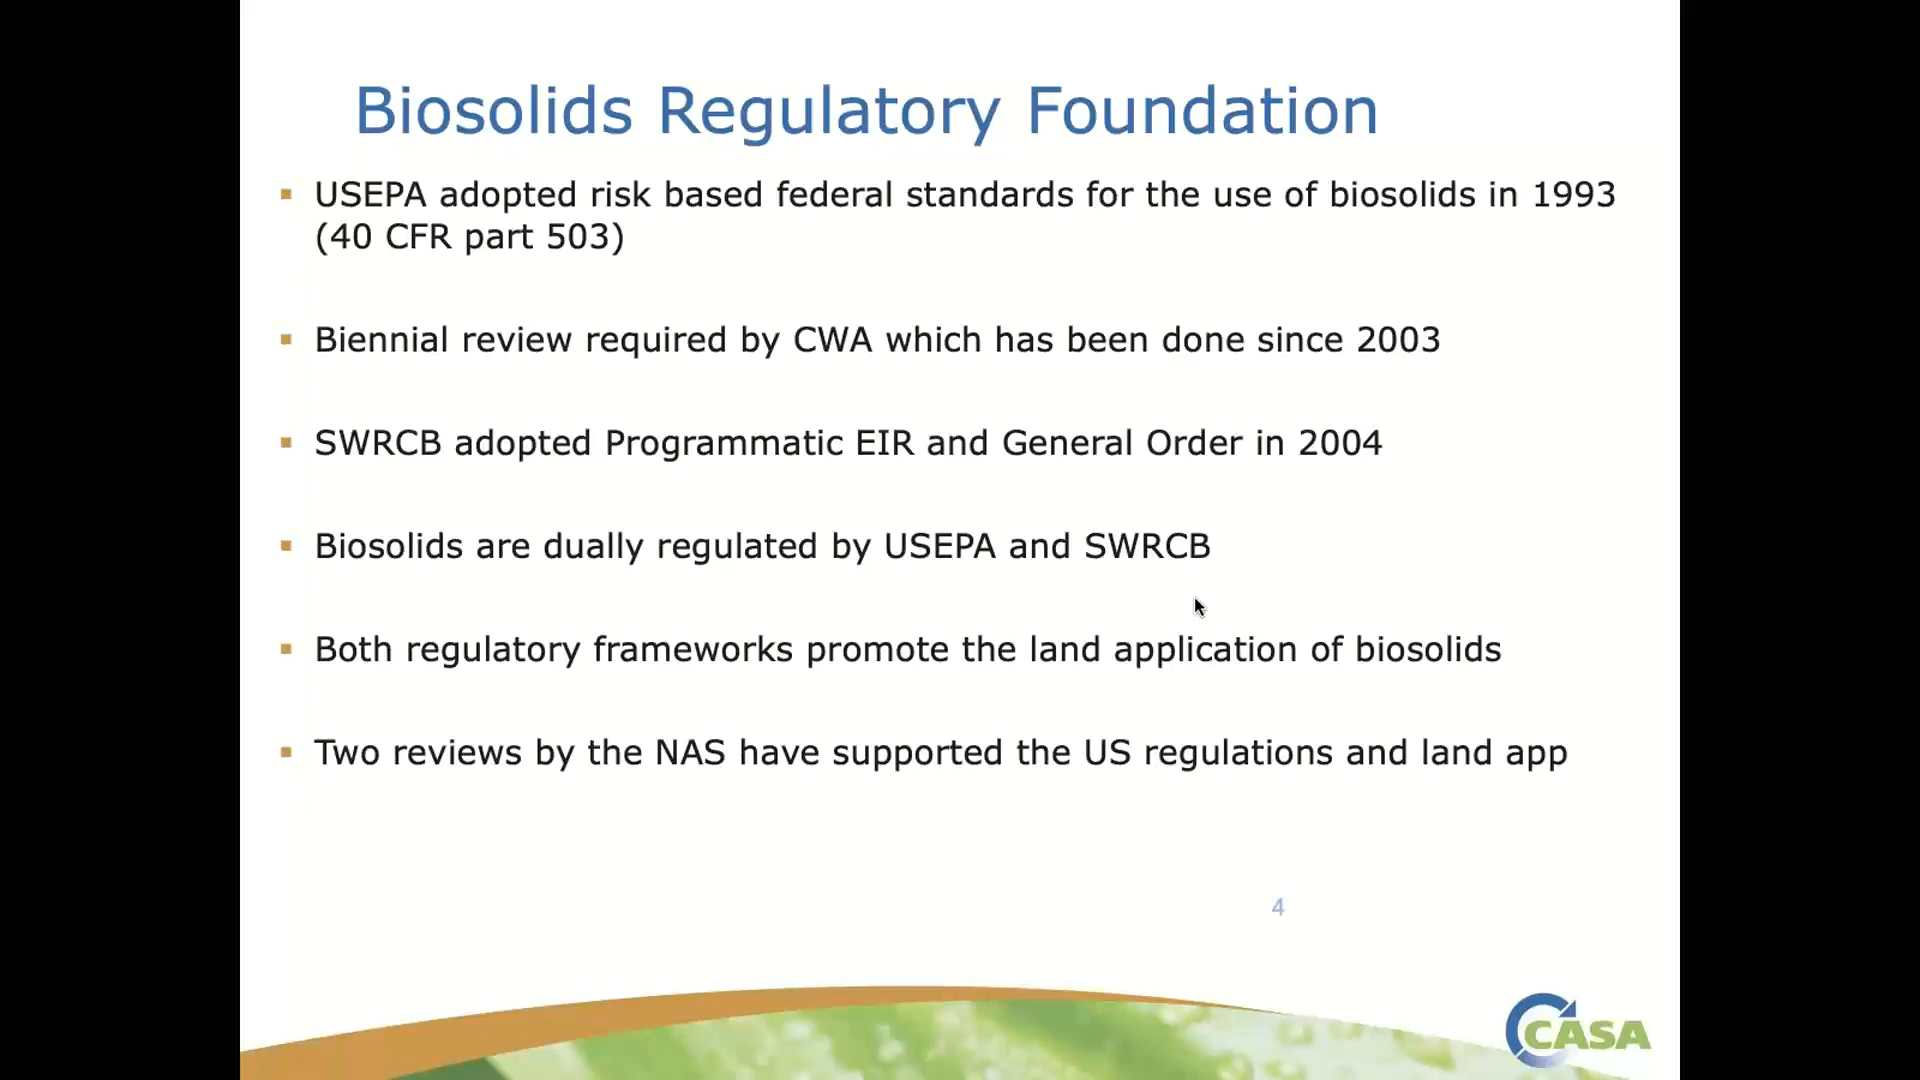 Biosolids Regulatory Foundation
▪ USEPA adopted risk based federal standards for the use of biosolids in 1993
(40 CFR part 503)
▪ Biennial review required by CWA which has been done since 2003
▪ SWRCB adopted Programmatic EIR and General Order in 2004
▪ Biosolids are dually regulated by USEPA and SWRCB
▪ Both regulatory frameworks promote the land application of biosolids
▪ Two reviews by the NAS have supported the US regulations and land app
4
CASA